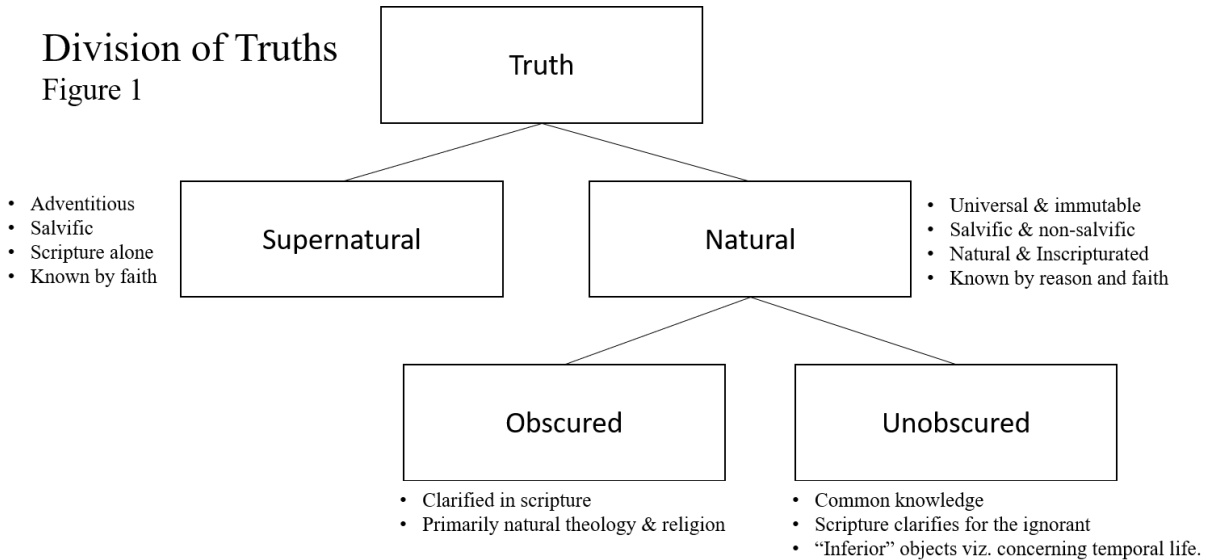 Division of Truths
Figure 1
Truth
Supernatural
• Adventitious
• Salvific
• Scripture alone
• Known by faith
Natural
• Universal & immutable
• Salvific & non-salvific
• Natural & Inscripturated
• Known by reason and faith
Obscured
• Clarified in scripture
• Primarily natural theology & religion
Unobscured
• Common knowledge
• Scripture clarifies for the ignorant
• “Inferior” objects viz. concerning temporal life.